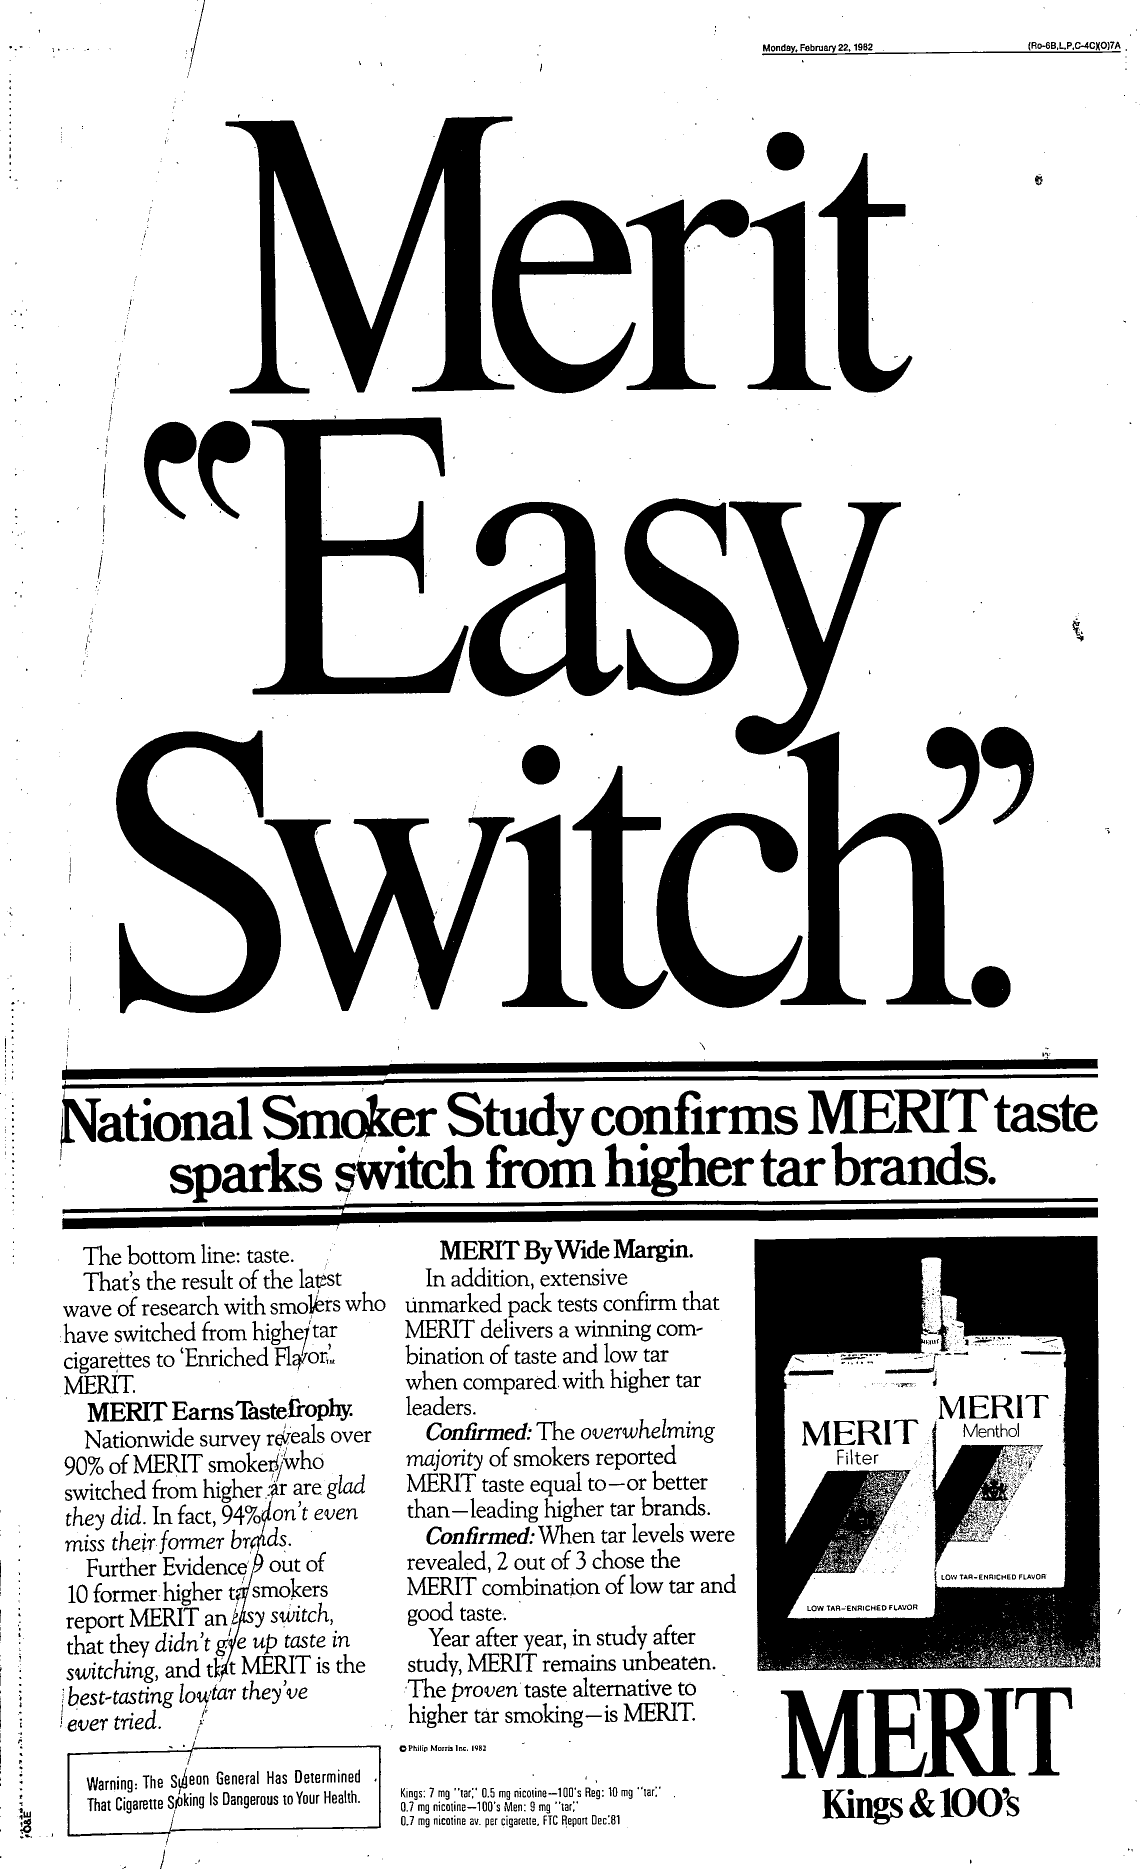 Monday, February 22, 1982
(Ro-6B,L,P,C-4C)(O)7A
Merit
“Easy
Switch”.
National Smoker Study confirms MERIT taste
sparks switch from higher tar brands.
The bottom line: taste.
That's the result of the latest
wave of research with smokers who
have switched from higher tar
cigarettes to ‘Enriched Flavor’™
MERIT.
MERIT Earns Taste Trophy.
Nationwide survey reveals over
90% of MERIT smokers who
switched from higher tar are glad
they did. In fact, 94% don't even
miss their former brands.
Further Evidence: 9 out of
10 former higher tar smokers
report MERIT an easy switch,
that they didn't give up taste in
switching, and that MERIT is the
best-tasting low tar they've
ever tried.
Warning: The Surgeon General Has Determined
That Cigarette Smoking Is Dangerous to Your Health.
MERIT By Wide Margin.
In addition, extensive
unmarked pack tests confirm that
MERIT delivers a winning com-
bination of taste and low tar
when compared with higher tar
leaders.
Confirmed: The overwhelming
majority of smokers reported
MERIT taste equal to—or better
than—leading higher tar brands.
Confirmed: When tar levels were
revealed, 2 out of 3 chose the
MERIT combination of low tar and
good taste.
Year after year, in study after
study, MERIT remains unbeaten.
The proven taste alternative to
higher tar smoking—is MERIT.
© Philip Morris Inc. 1982
Kings: 7 mg "tar," 0.5 mg nicotine—100's Reg: 10 mg "tar,"
0.7 mg nicotine—100's Men: 9 mg "tar,"
0.7 mg nicotine av. per cigarette, FTC Report Dec.'81
MERIT
Filter
LOW TAR-ENRICHED FLAVOR
MERIT
Menthol
LOW TAR-ENRICHED FLAVOR
MERIT
Kings & 100's
O&E